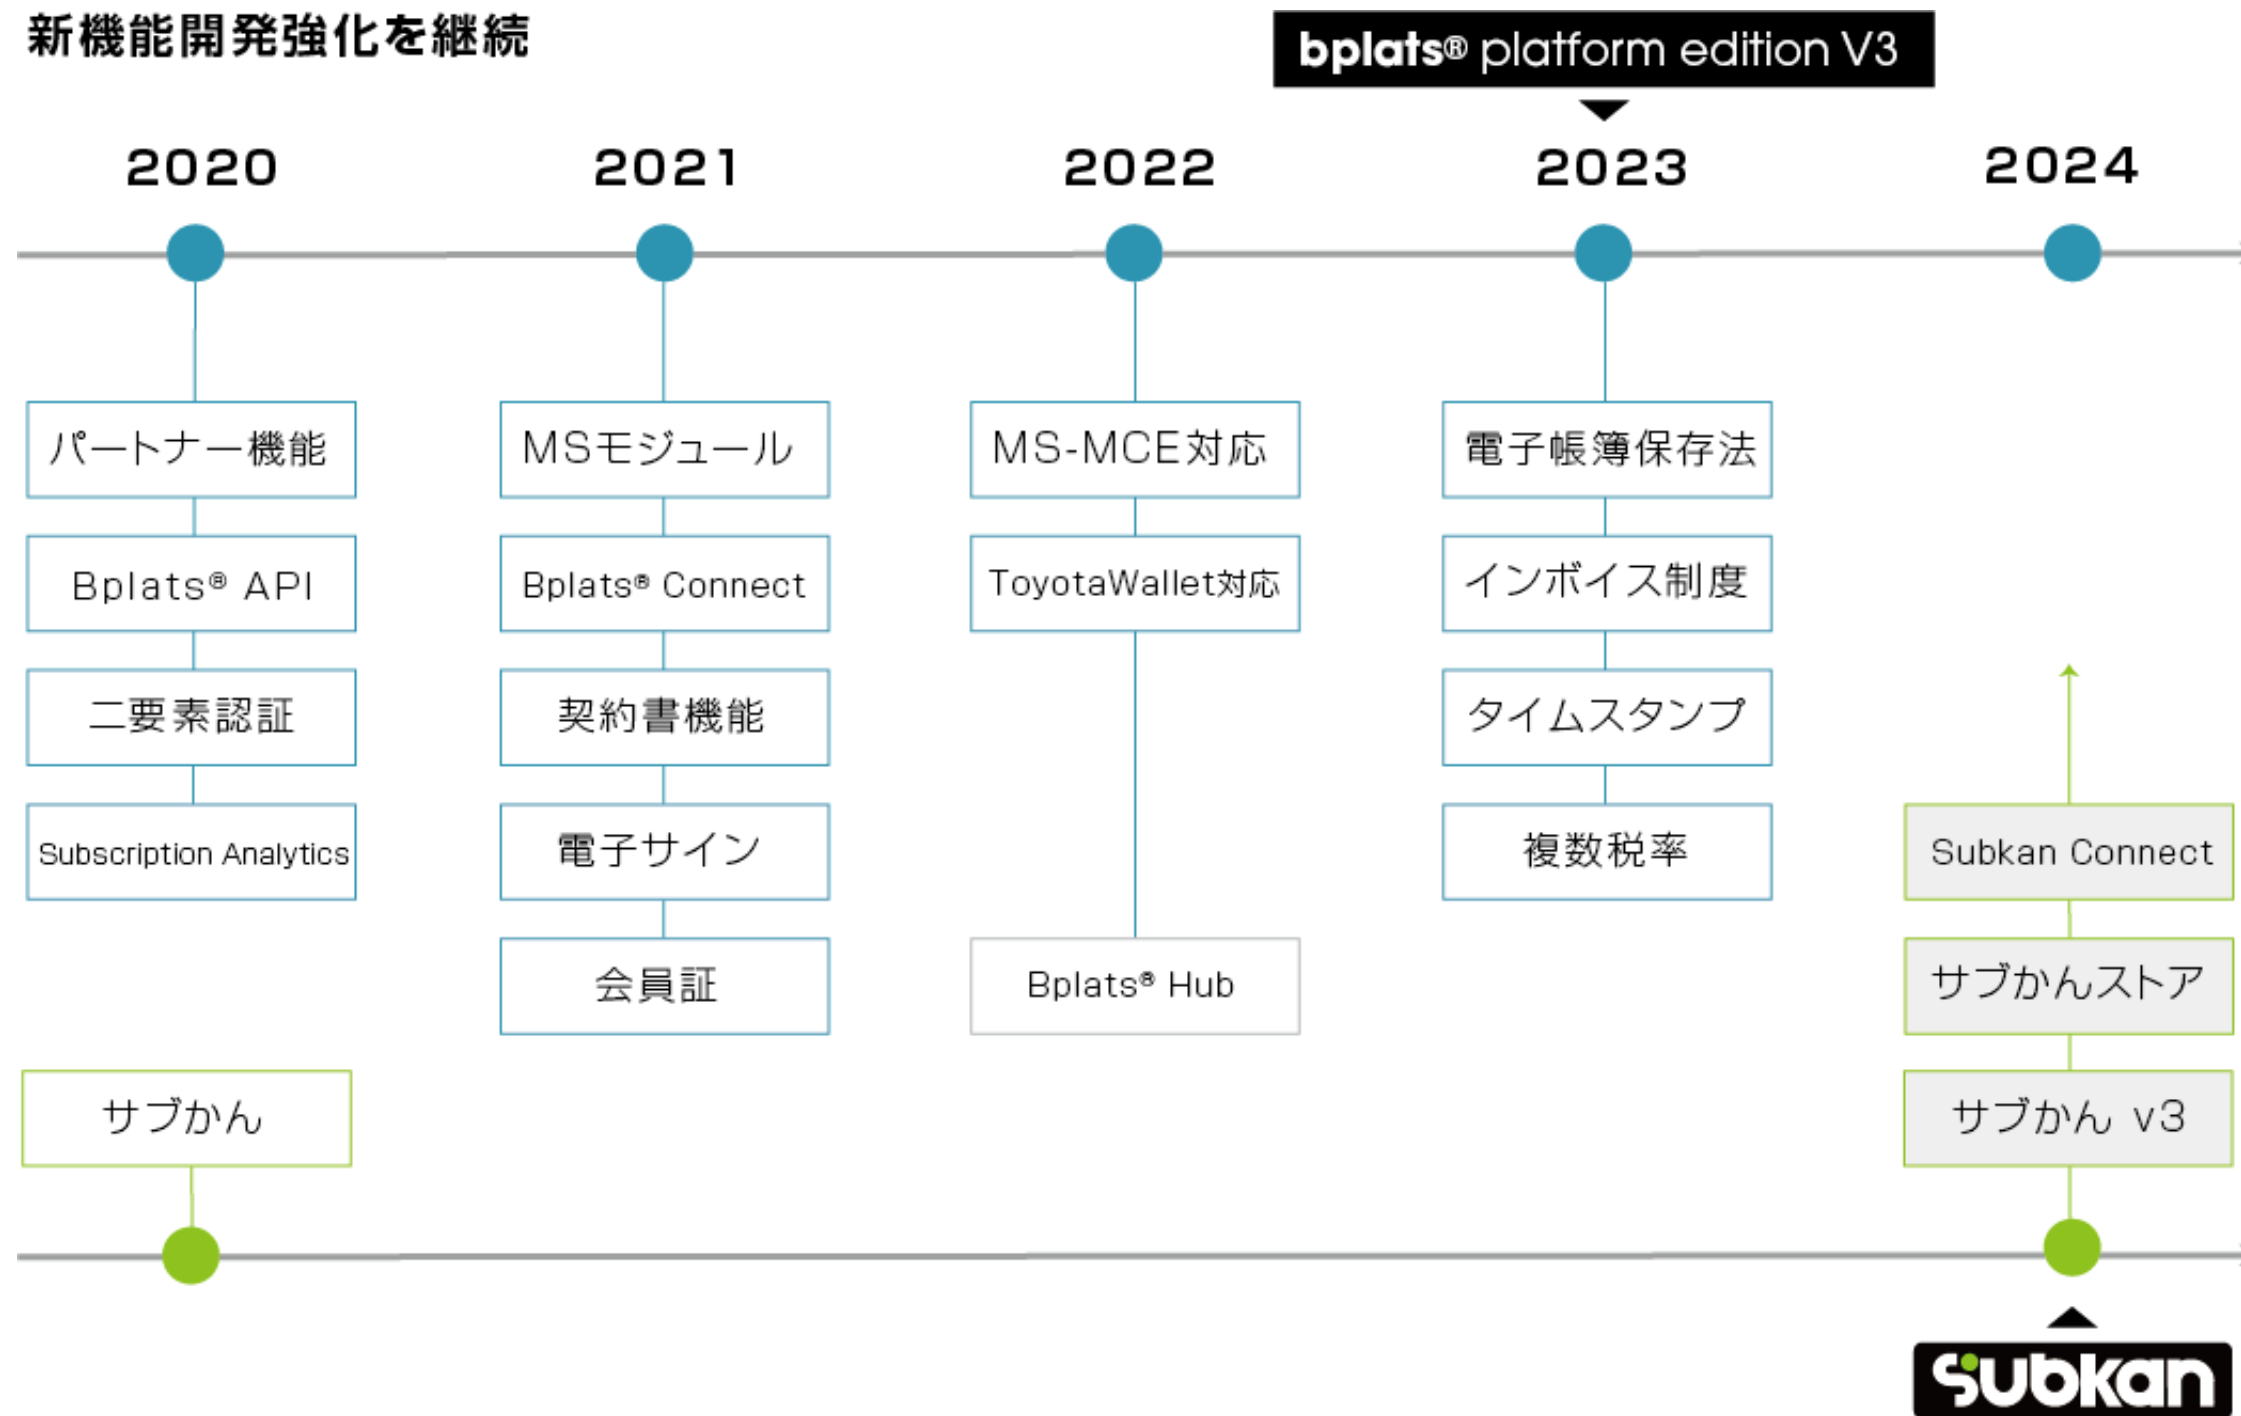 新機能開発強化を継続
bplats® platform edition V3
2020
2021
2022
2023
2024
パートナー機能
Bplats® API
二要素認証
Subscription Analytics
MSモジュール
Bplats® Connect
契約書機能
電子サイン
会員証
MS-MCE対応
ToyotaWallet対応
Bplats® Hub
電子帳簿保存法
インボイス制度
タイムスタンプ
複数税率
Subkan Connect
サブかんストア
サブかん v3
サブかん
Subkan